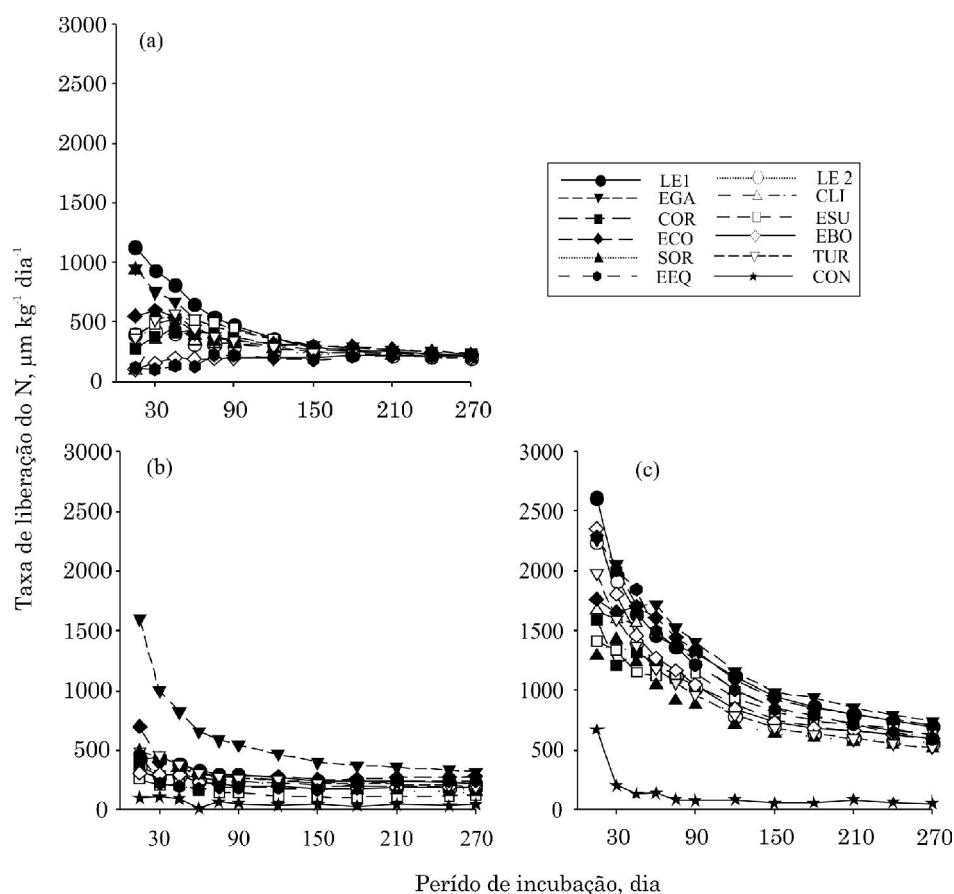 Taxa de liberação do N, µm kg⁻¹ dia⁻¹
(a)
3000
2500
2000
1500
1000
500
0
30 90 150 210 270
LE1 LE 2
EGA CLI
COR ESU
ECO EBO
SOR TUR
EEQ CON
(b)
3000
2500
2000
1500
1000
500
0
30 90 150 210 270
(c)
3000
2500
2000
1500
1000
500
0
30 90 150 210 270
Perído de incubação, dia